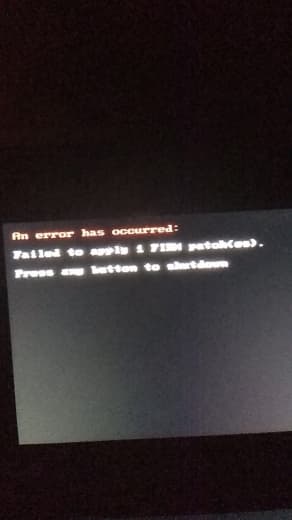 An error has occurred:
Failed to apply 1 FIRM patch(es).
Press any button to shutdown